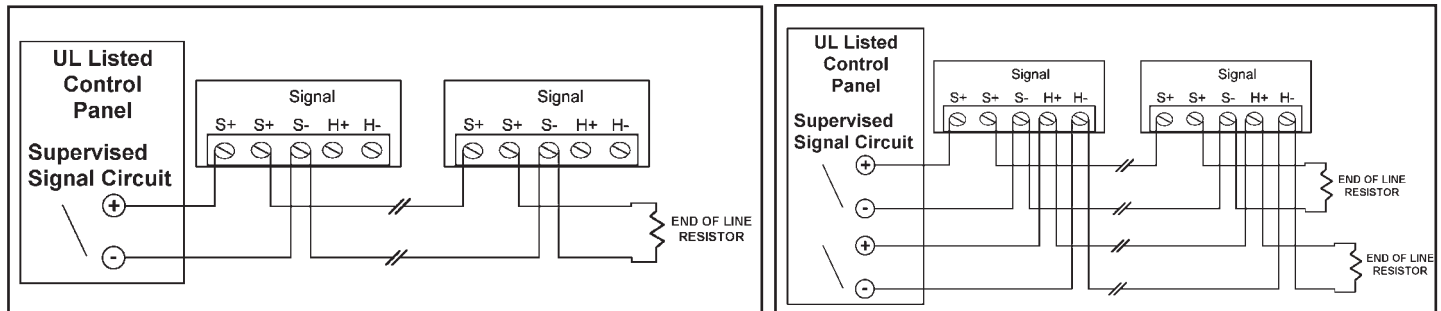 UL Listed
Control
Panel
Supervised
Signal Circuit
+
-
Signal
S+ S+ S- H+ H-
Signal
S+ S+ S- H+ H-
END OF LINE
RESISTOR
UL Listed
Control
Panel
Supervised
Signal Circuit
+
-
+
-
Signal
S+ S+ S- H+ H-
Signal
S+ S+ S- H+ H-
END OF LINE
RESISTOR
END OF LINE
RESISTOR